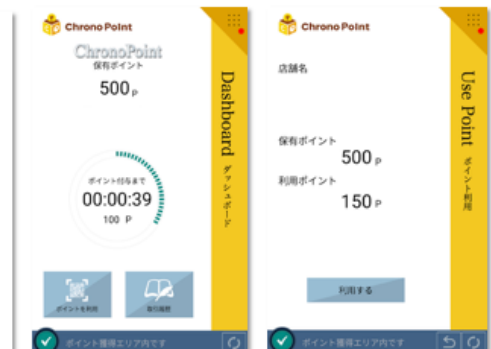 Chrono Point
ChronoPoint
保有ポイント
500 P
ポイント付与まで
00:00:39
100 P
ポイントを利用
取引履歴
ポイント獲得エリア内です
Dashboard ダッシュボード
Chrono Point
店舗名
保有ポイント
500 P
利用ポイント
150 P
利用する
ポイント獲得エリア内です
Use Point ポイント利用